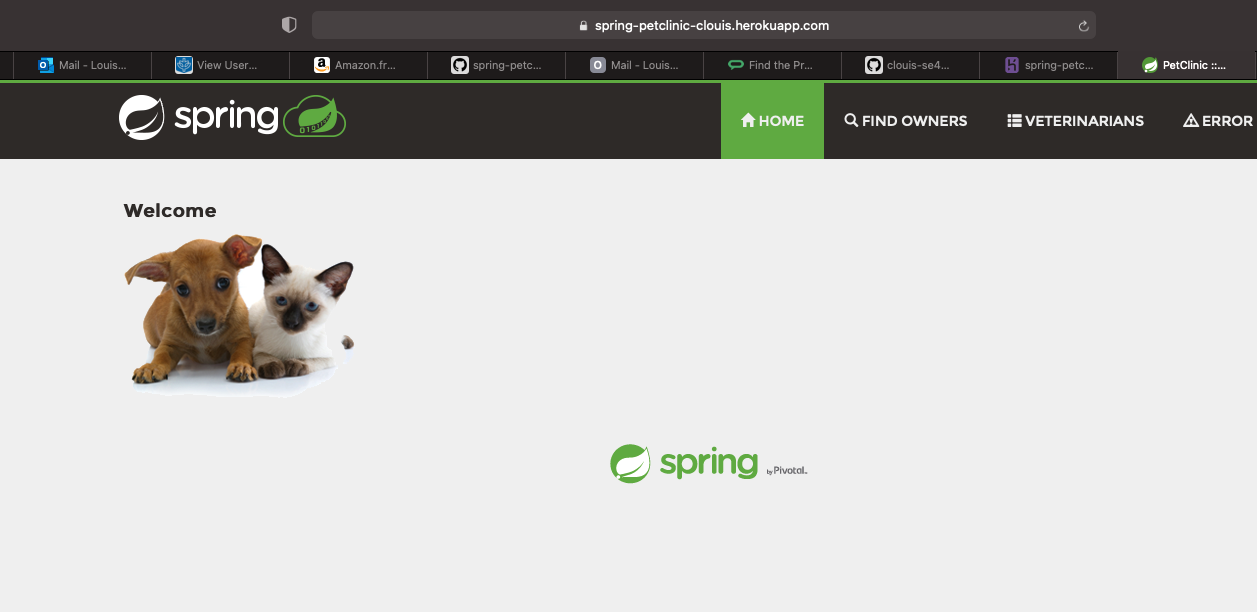 spring-petclinic-clouis.herokuapp.com
Mail - Louis... View User... Amazon.fr... spring-petc... Mail - Louis... Find the Pr... clouis-se4... spring-petc... PetClinic ::...
spring HOME FIND OWNERS VETERINARIANS ERROR
Welcome
spring by Pivotal